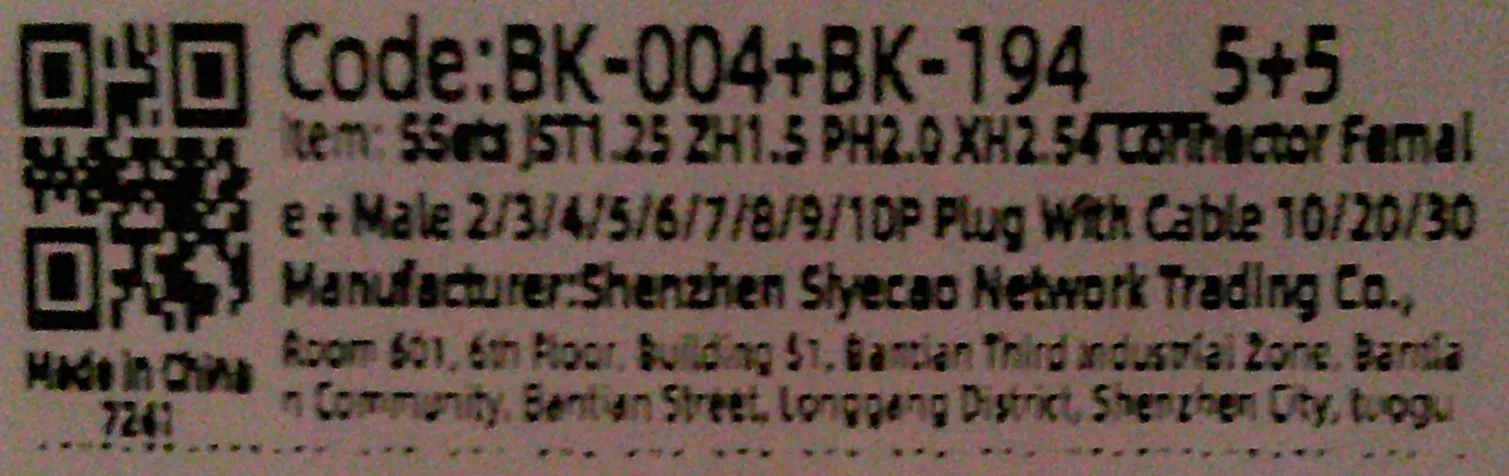 Code:BK-004+BK-194 5+5
Item: 5Sets JST1.25 ZH1.5 PH2.0 XH2.54 Connector Femal
e + Male 2/3/4/5/6/7/8/9/10P Plug With Cable 10/20/30
Manufacturer:Shenzhen Siyecao Network Trading Co.,
Room 601, 6th Floor, Building 51, Bantian Third Industrial Zone, Bantia
n Community, Bantian Street, Longgang District, Shenzhen City,
Made in China